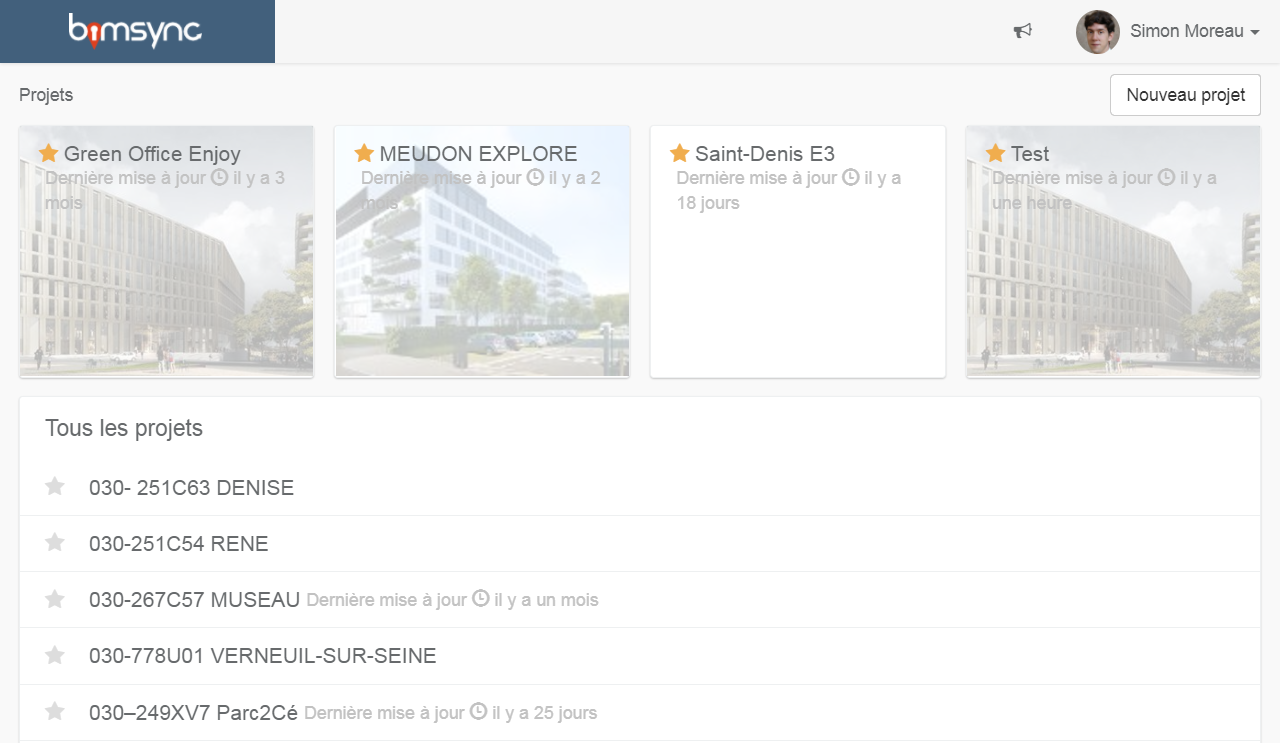 bimsync
Simon Moreau
Projets
Nouveau projet
Green Office Enjoy
Dernière mise à jour il y a 3
mois
MEUDON EXPLORE
Dernière mise à jour il y a 2
mois
Saint-Denis E3
Dernière mise à jour il y a
18 jours
Test
Dernière mise à jour il y a
une heure
Tous les projets
030- 251C63 DENISE
030-251C54 RENE
030-267C57 MUSEAU Dernière mise à jour il y a un mois
030-778U01 VERNEUIL-SUR-SEINE
030–249XV7 Parc2Cé Dernière mise à jour il y a 25 jours